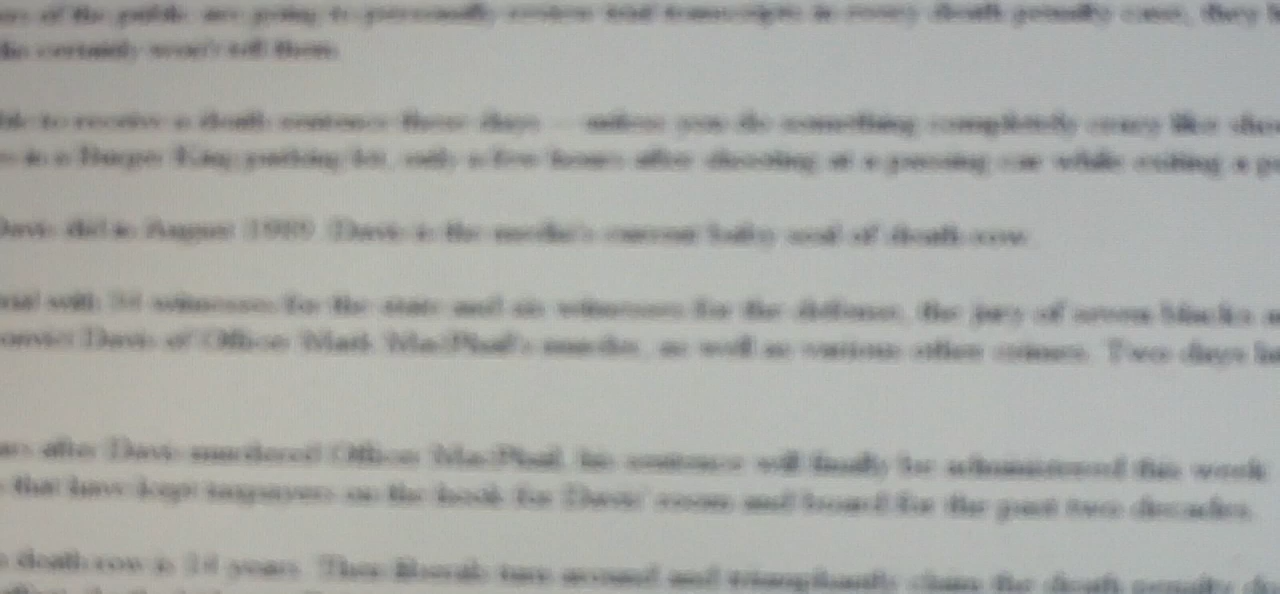 of the public are going to personally review trial transcripts in every death penalty case, they
certainly won't tell them.
to receive a death sentence these days unless you do something completely crazy like
in a Burger King parking lot, only a few hours after shooting at a passing car while exiting a
Davis did in August 1989. Davis is the media's current baby seal of death row.
with 34 witnesses for the state and six witnesses for the defense, the jury of seven blacks
Davis of Officer Mark MacPhail's murder, as well as various other crimes. Two days
after Davis murdered Officer MacPhail, his sentence will finally be administered this week
that have kept taxpayers on the hook for Davis' room and board for the past two decades.
death row is 14 years. Then liberals turn around and triumphantly claim the death penalty